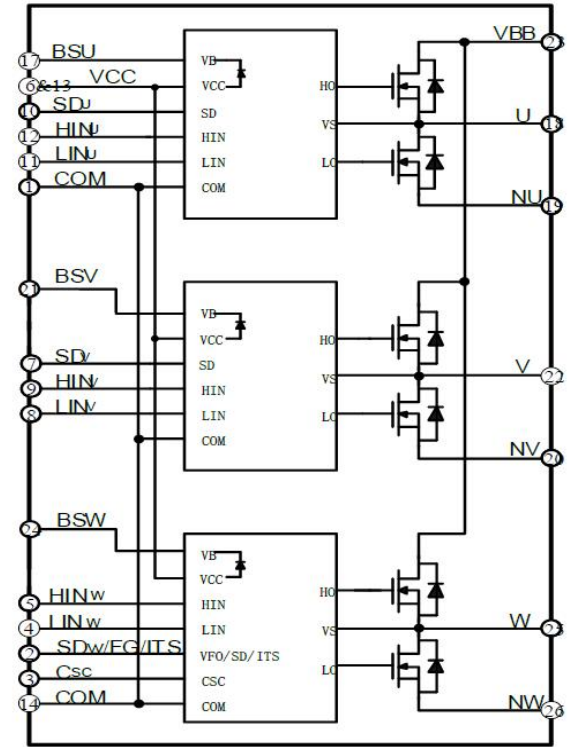 17 BSU VB VBB 23
6&13 VCC VCC HO
10 SDU SD
12 HINU HIN VS U 18
11 LINU LIN LO
1 COM COM NU 19
21 BSV VB
VCC HO
7 SDV SD VS V 22
9 HINV HIN
8 LINV LIN LO
COM NV 20
24 BSW VB
VCC
5 HINW HIN HO
4 LINW LIN VS W 25
2 SDW/FG/ITS VFO/SD/ITS
3 Csc CSC LO
14 COM COM NW 26